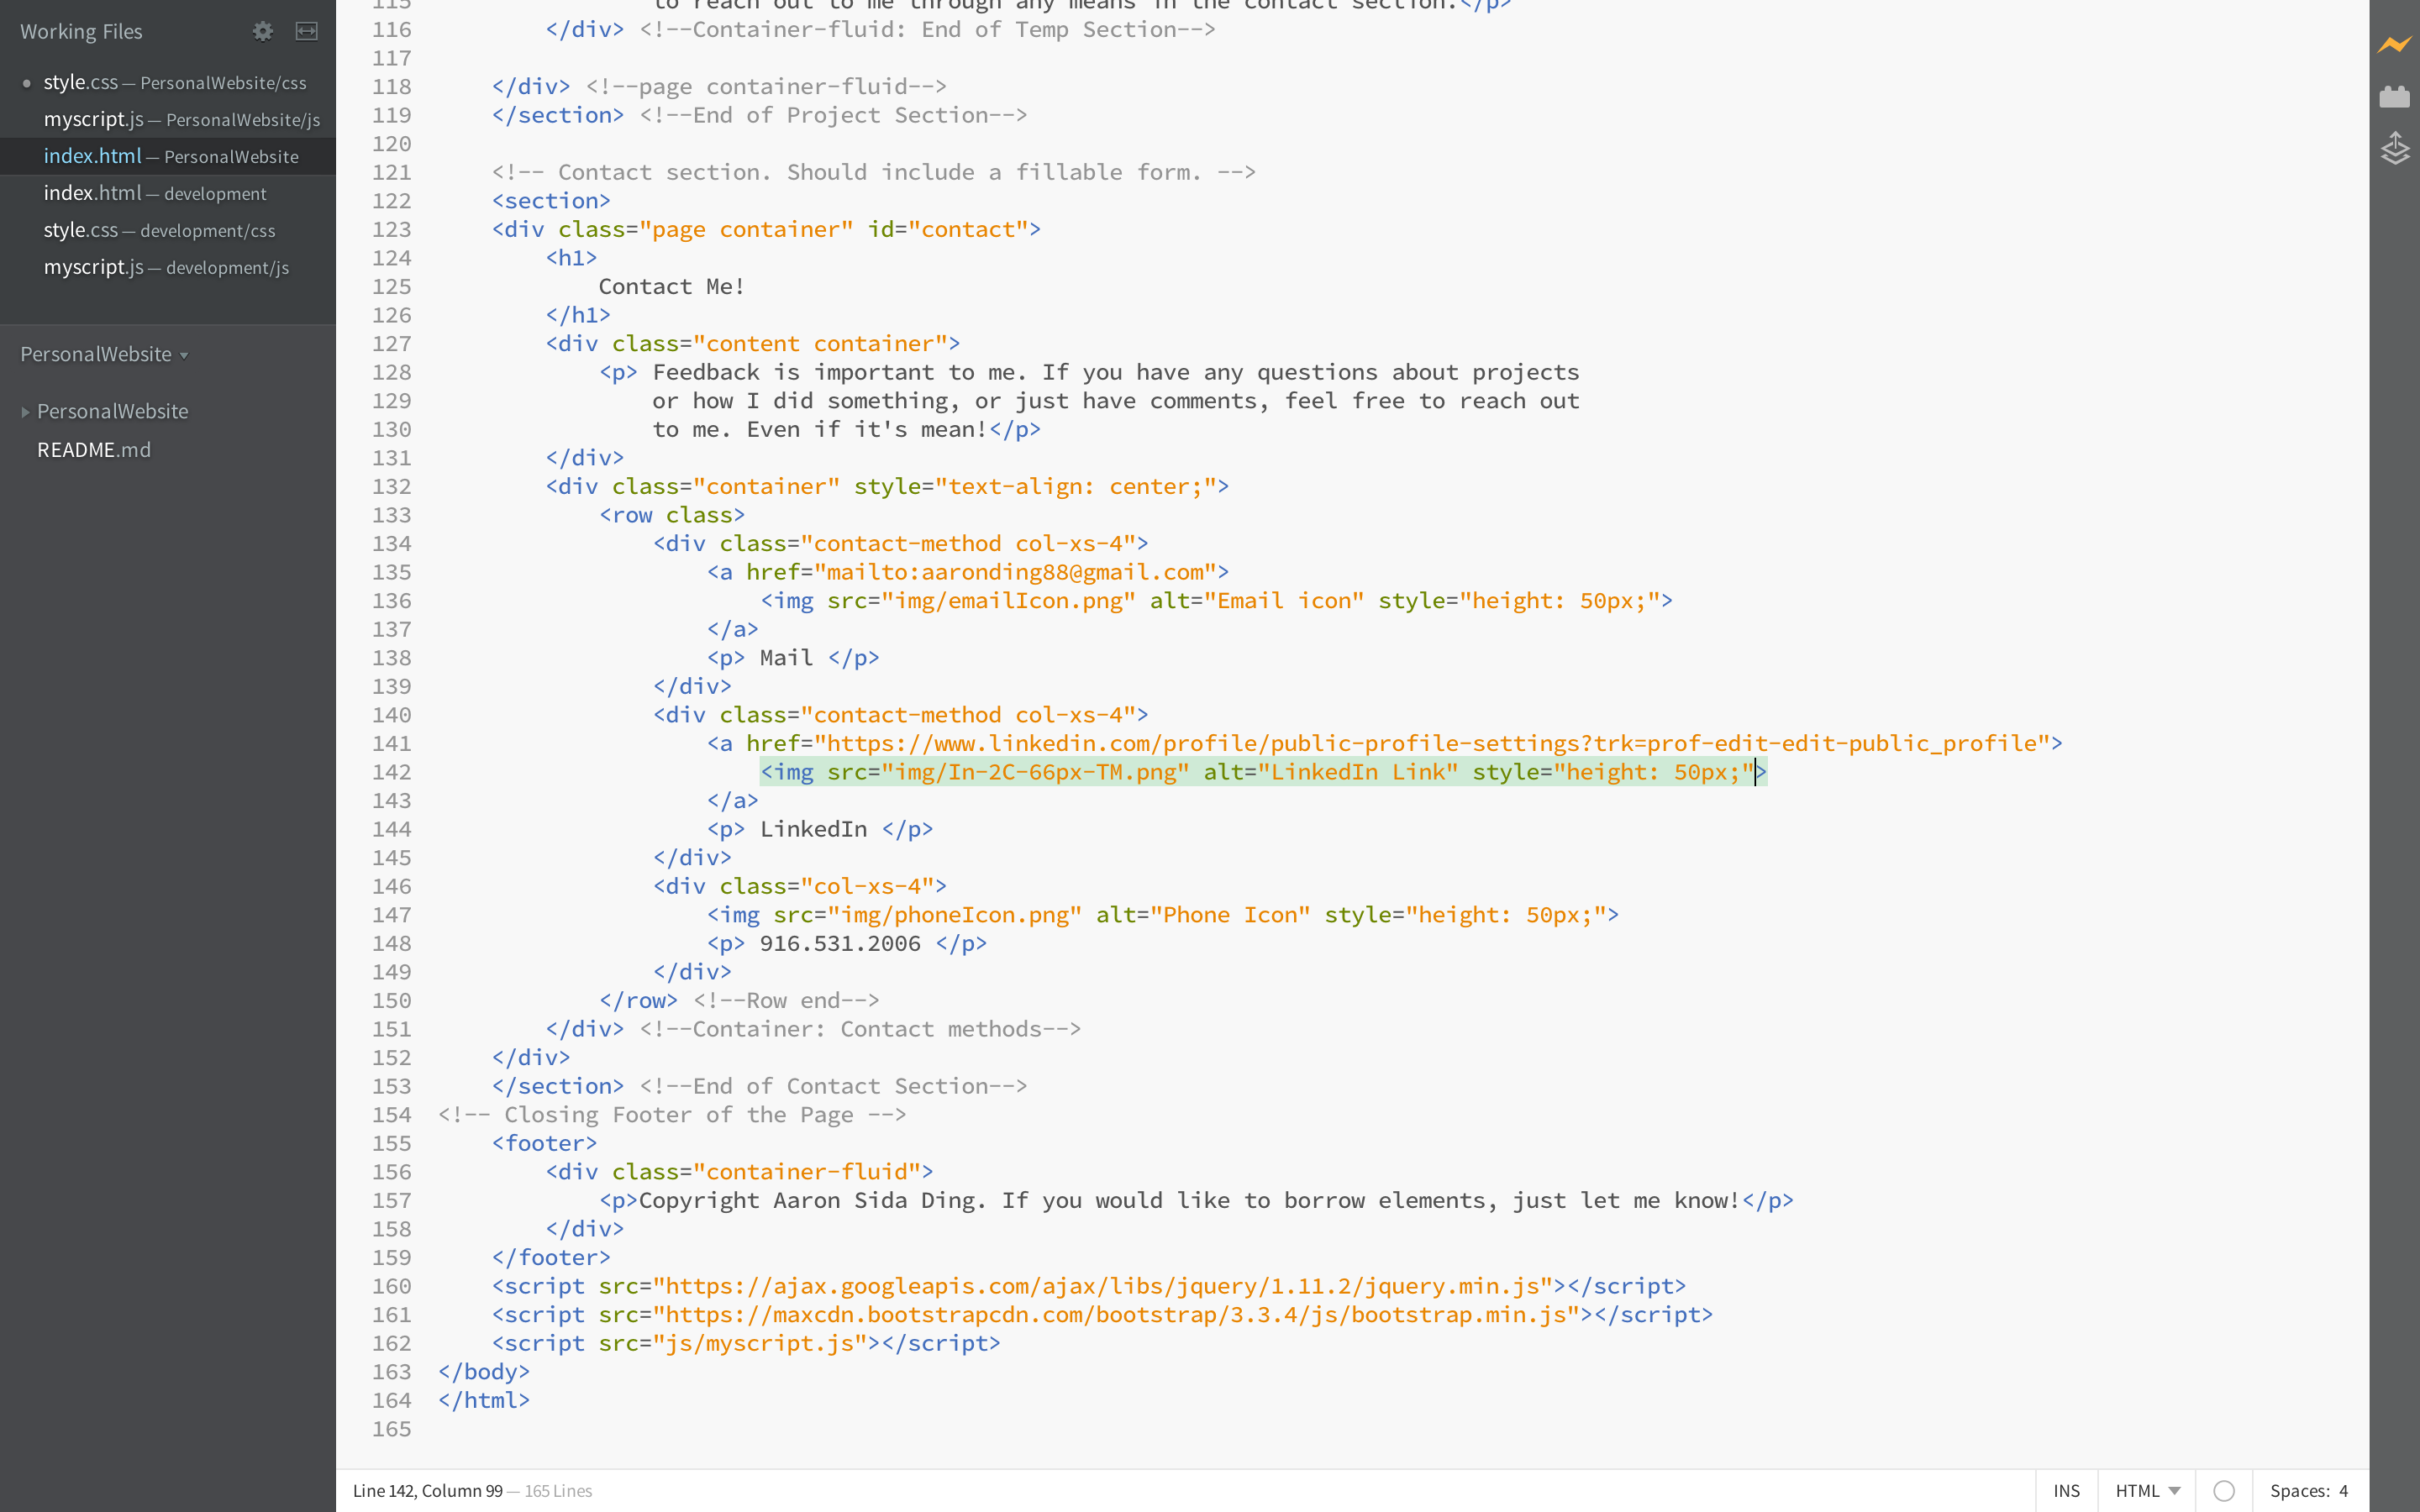 Working Files
style.css — PersonalWebsite/css
myscript.js — PersonalWebsite/js
index.html — PersonalWebsite
index.html — development
style.css — development/css
myscript.js — development/js
PersonalWebsite
PersonalWebsite
README.md
115 to reach out to me through any means in the contact section.</p>
116 </div> <!--Container-fluid: End of Temp Section-->
117
118 </div> <!--page container-fluid-->
119 </section> <!--End of Project Section-->
120
121 <!-- Contact section. Should include a fillable form. -->
122 <section>
123 <div class="page container" id="contact">
124 <h1>
125 Contact Me!
126 </h1>
127 <div class="content container">
128 <p> Feedback is important to me. If you have any questions about projects
129 or how I did something, or just have comments, feel free to reach out
130 to me. Even if it's mean!</p>
131 </div>
132 <div class="container" style="text-align: center;">
133 <row class>
134 <div class="contact-method col-xs-4">
135 <a href="mailto:aaronding88@gmail.com">
136 <img src="img/emailIcon.png" alt="Email icon" style="height: 50px;">
137 </a>
138 <p> Mail </p>
139 </div>
140 <div class="contact-method col-xs-4">
141 <a href="https://www.linkedin.com/profile/public-profile-settings?trk=prof-edit-edit-public_profile">
142 <img src="img/In-2C-66px-TM.png" alt="LinkedIn Link" style="height: 50px;">
143 </a>
144 <p> LinkedIn </p>
145 </div>
146 <div class="col-xs-4">
147 <img src="img/phoneIcon.png" alt="Phone Icon" style="height: 50px;">
148 <p> 916.531.2006 </p>
149 </div>
150 </row> <!--Row end-->
151 </div> <!--Container: Contact methods-->
152 </div>
153 </section> <!--End of Contact Section-->
154 <!-- Closing Footer of the Page -->
155 <footer>
156 <div class="container-fluid">
157 <p>Copyright Aaron Sida Ding. If you would like to borrow elements, just let me know!</p>
158 </div>
159 </footer>
160 <script src="https://ajax.googleapis.com/ajax/libs/jquery/1.11.2/jquery.min.js"></script>
161 <script src="https://maxcdn.bootstrapcdn.com/bootstrap/3.3.4/js/bootstrap.min.js"></script>
162 <script src="js/myscript.js"></script>
163 </body>
164 </html>
165
Line 142, Column 99 — 165 Lines
INS HTML Spaces: 4